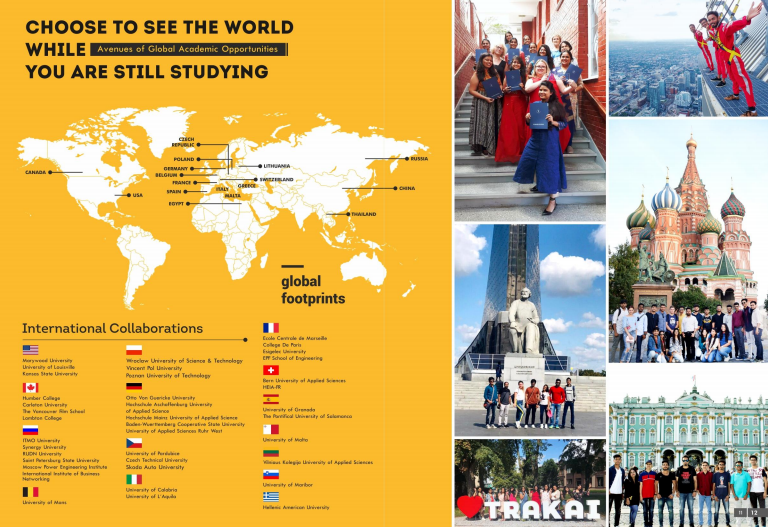 CHOOSE TO SEE THE WORLD
WHILE Avenues of Global Academic Opportunities
YOU ARE STILL STUDYING
CZECH
REPUBLIC
POLAND
GERMANY
BELGIUM
FRANCE
SPAIN
EGYPT
ITALY
MALTA
GREECE
SWITZERLAND
LITHUANIA
RUSSIA
CHINA
THAILAND
CANADA
USA
global
footprints
International Collaborations
Marywood University
University of Louisville
Kansas State University
Humber College
Carleton University
The Vancouver Film School
Lambton College
ITMO University
Synergy University
RUDN University
Saint Petersburg State University
Moscow Power Engineering Institute
International Institute of Business
Networking
University of Mons
Wroclaw University of Science & Technology
Vincent Pol University
Poznan University of Technology
Otto Von Guericke University
Hochschule Aschaffenburg University
of Applied Science
Hochschule Mainz University of Applied Science
Baden-Wuerttemberg Cooperative State University
University of Applied Sciences Ruhr West
University of Pardubice
Czech Technical University
Skoda Auto University
University of Calabria
University of L'Aquila
Ecole Centrale de Marseille
College De Paris
Esigelec University
EPF School of Engineering
Bern University of Applied Sciences
HEIA-FR
University of Granada
The Pontifical University of Salamanca
University of Malta
Vilniaus Kolegija University of Applied Sciences
University of Maribor
Hellenic American University
TRAKAI
11 12